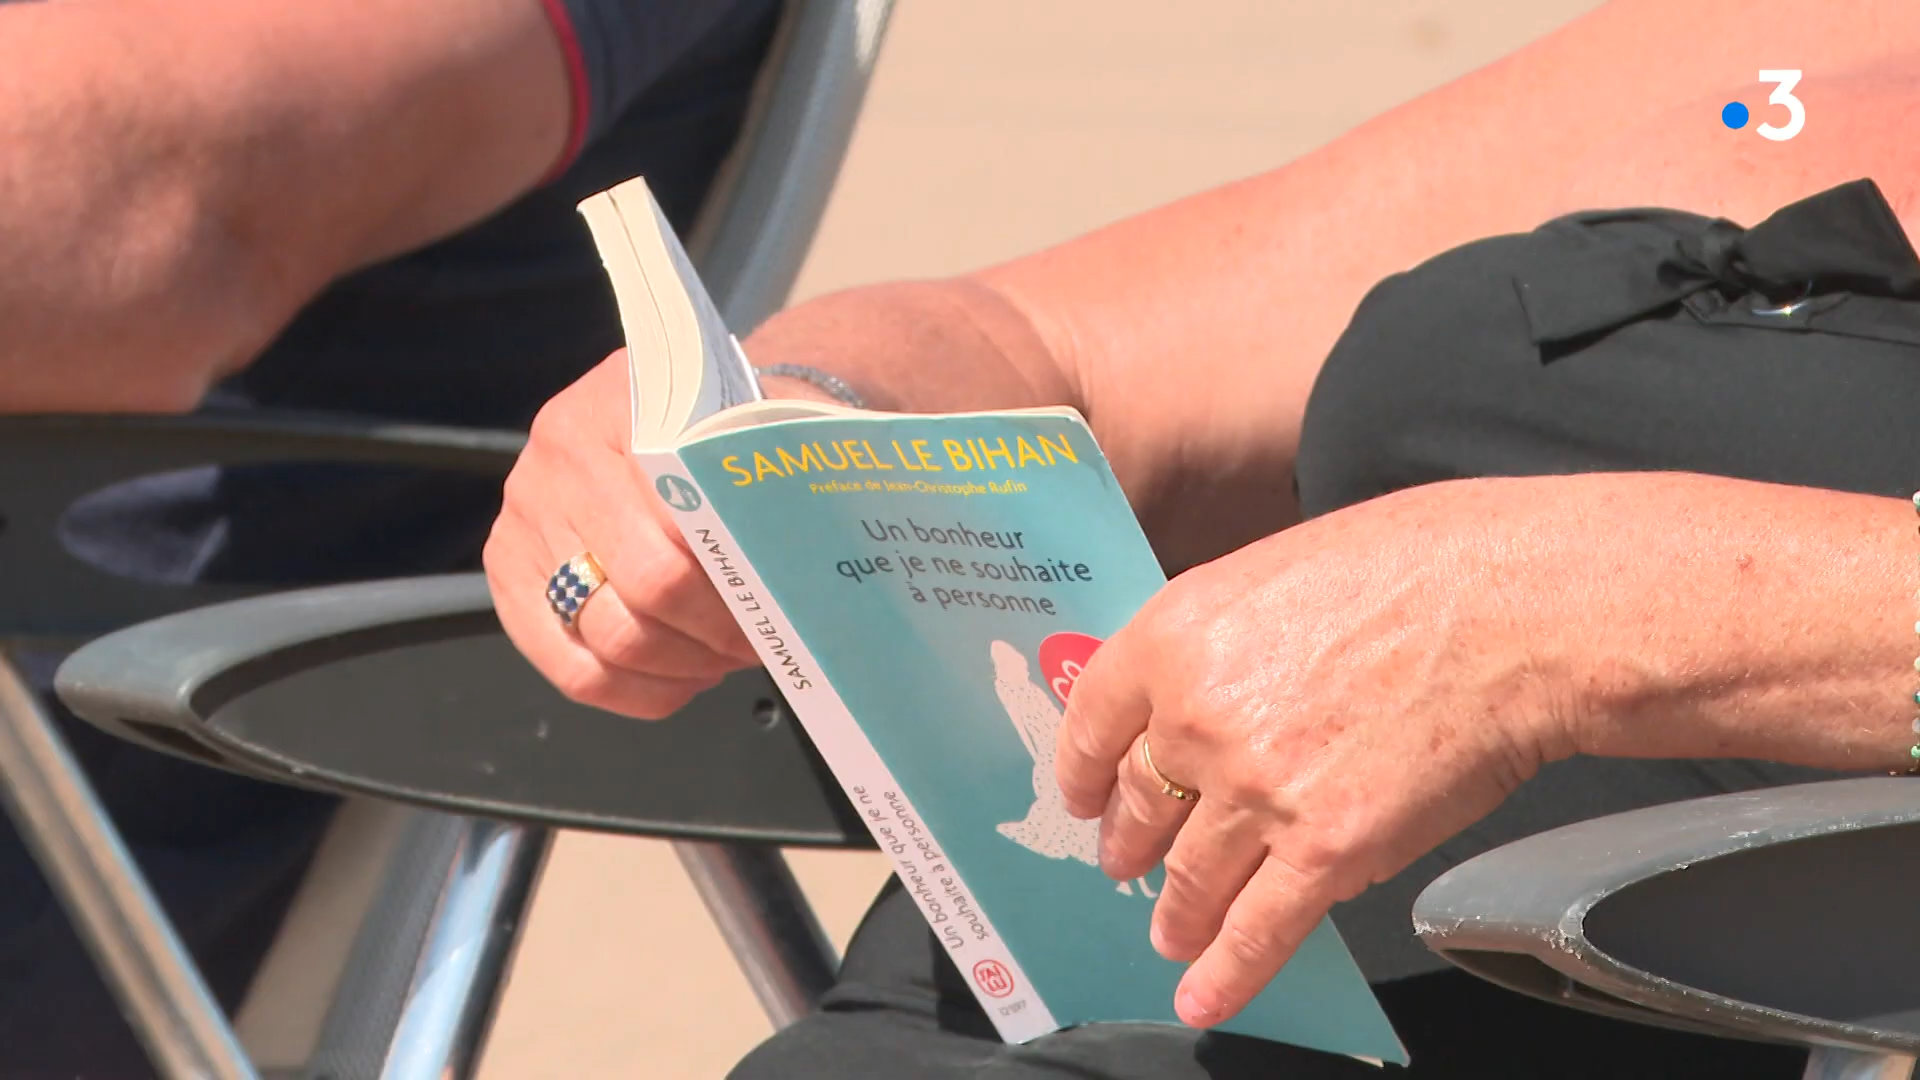 3
SAMUEL LE BIHAN
Préface de Jean-Christophe Rufin
Un bonheur
que je ne souhaite
à personne
SAMUEL LE BIHAN
Un bonheur que je ne
souhaite à personne
J'AI
LU